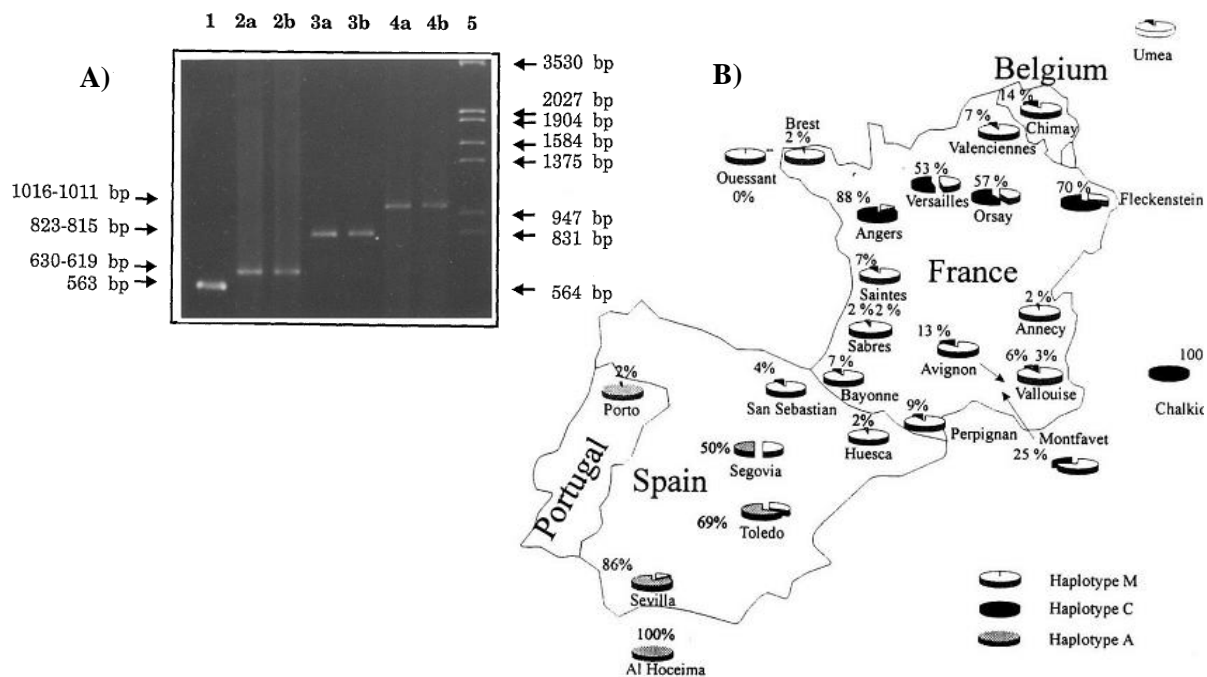 1 2a 2b 3a 3b 4a 4b 5
A)
1016-1011 bp
823-815 bp
630-619 bp
563 bp
3530 bp
2027 bp
1904 bp
1584 bp
1375 bp
947 bp
831 bp
564 bp
B)
Umea
Belgium
14 %
Chimay
7 %
Valenciennes
Brest
2 %
Ouessant
0%
53 %
Versailles
57 %
Orsay
70 %
Fleckenstein
88 %
Angers
7%
Saintes
France
2 % 2 %
Sabres
2 %
Annecy
13 %
Avignon
6% 3%
Vallouise
100
Chalkid
7 %
Bayonne
4%
San Sebastian
2%
Porto
9%
Perpignan
2%
Huesca
Montfavet
25 %
50%
Segovia
Portugal
Spain
69%
Toledo
86%
Sevilla
100%
Al Hoceima
Haplotype M
Haplotype C
Haplotype A